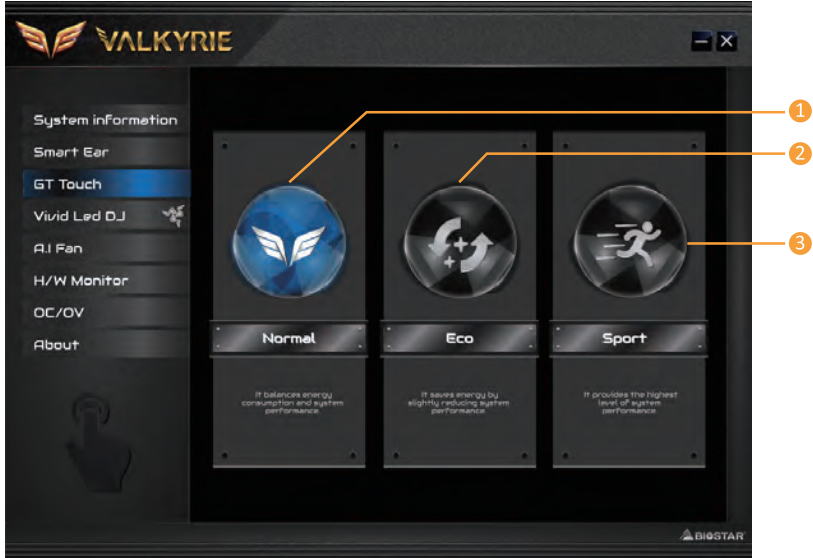 VALKYRIE
System information
Smart Ear
GT Touch
Vivid Led DJ
A.I Fan
H/W Monitor
OC/OV
About
1
2
3
Normal
Eco
Sport
It balances energy
consumption and system
performance
It saves energy by
slightly reducing system
performance
It provides the highest
level of system
performance
BIOSTAR